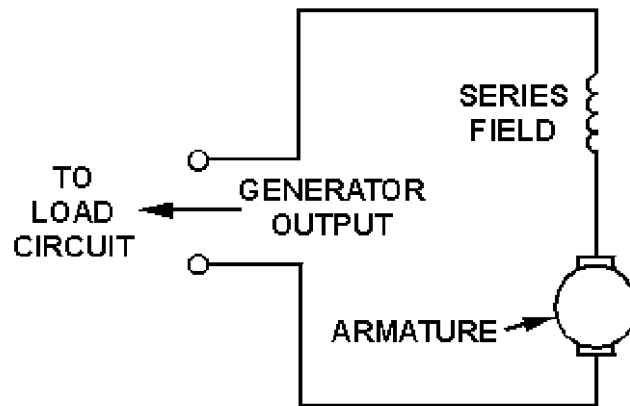 SERIES
FIELD
TO
LOAD
CIRCUIT
GENERATOR
OUTPUT
ARMATURE